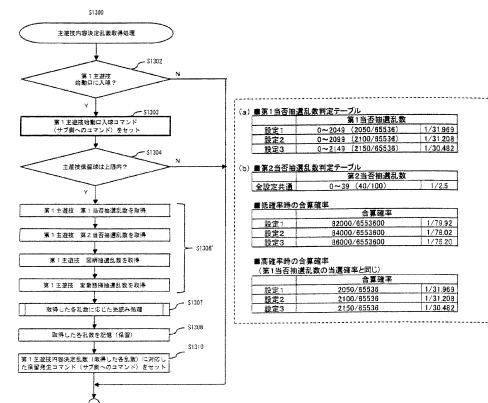 S1300
主遊技内容決定乱数取得処理
S1302
第1主遊技
始動口に入球？
N
Y
S1303
第1主遊技始動口入球コマンド
（サブ側へのコマンド）をセット
S1304
主遊技保留球は上限内？
N
Y
第1主遊技 第1当否抽選乱数を取得
第1主遊技 第2当否抽選乱数を取得
第1主遊技 図柄抽選乱数を取得
第1主遊技 変動態様抽選乱数を取得
S1306'
S1307
取得した各乱数に応じた先読み処理
S1308
取得した各乱数を記憶（保留）
S1310
第1主遊技内容決定乱数（取得した各乱数）に対応し
た保留発生コマンド（サブ側へのコマンド）をセット
(a) ■第1当否抽選乱数判定テーブル
第1当否抽選乱数
設定1 0～2049 (2050/65536) 1/31.969
設定2 0～2099 (2100/65536) 1/31.208
設定3 0～2149 (2150/65536) 1/30.482
(b) ■第2当否抽選乱数判定テーブル
第2当否抽選乱数
全設定共通 0～39 (40/100) 1/2.5
■低確率時の合算確率
合算確率
設定1 82000/6553600 1/79.92
設定2 84000/6553600 1/78.02
設定3 86000/6553600 1/76.20
■高確率時の合算確率
（第1当否抽選乱数の当選確率と同じ）
合算確率
設定1 2050/65536 1/31.969
設定2 2100/65536 1/31.208
設定3 2150/65536 1/30.482